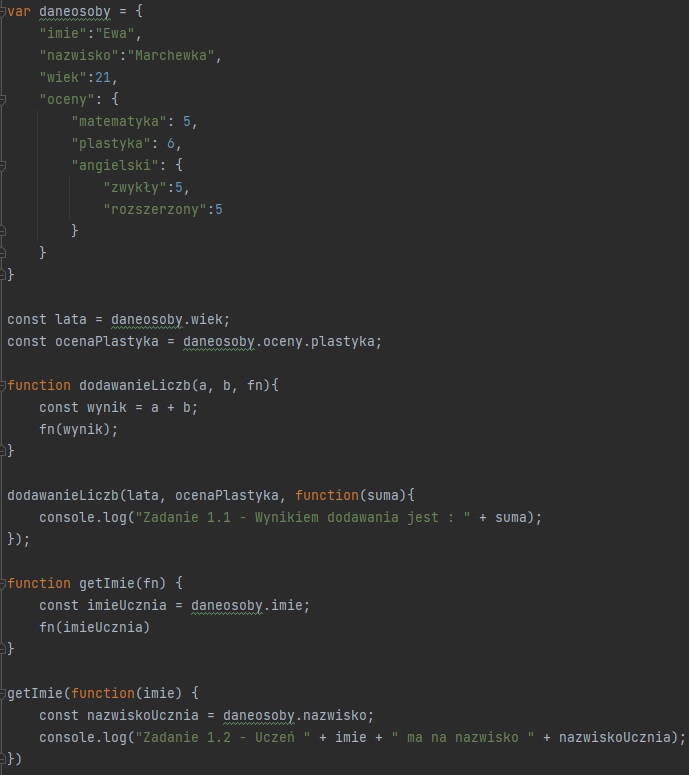 var daneosoby = {
    "imie":"Ewa",
    "nazwisko":"Marchewka",
    "wiek":21,
    "oceny": {
        "matematyka": 5,
        "plastyka": 6,
        "angielski": {
            "zwykły":5,
            "rozszerzony":5
        }
    }
}

const lata = daneosoby.wiek;
const ocenaPlastyka = daneosoby.oceny.plastyka;

function dodawanieLiczb(a, b, fn){
    const wynik = a + b;
    fn(wynik);
}

dodawanieLiczb(lata, ocenaPlastyka, function(suma){
    console.log("Zadanie 1.1 - Wynikiem dodawania jest : " + suma);
});

function getImie(fn) {
    const imieUcznia = daneosoby.imie;
    fn(imieUcznia)
}

getImie(function(imie) {
    const nazwiskoUcznia = daneosoby.nazwisko;
    console.log("Zadanie 1.2 - Uczeń " + imie + " ma na nazwisko " + nazwiskoUcznia);
})